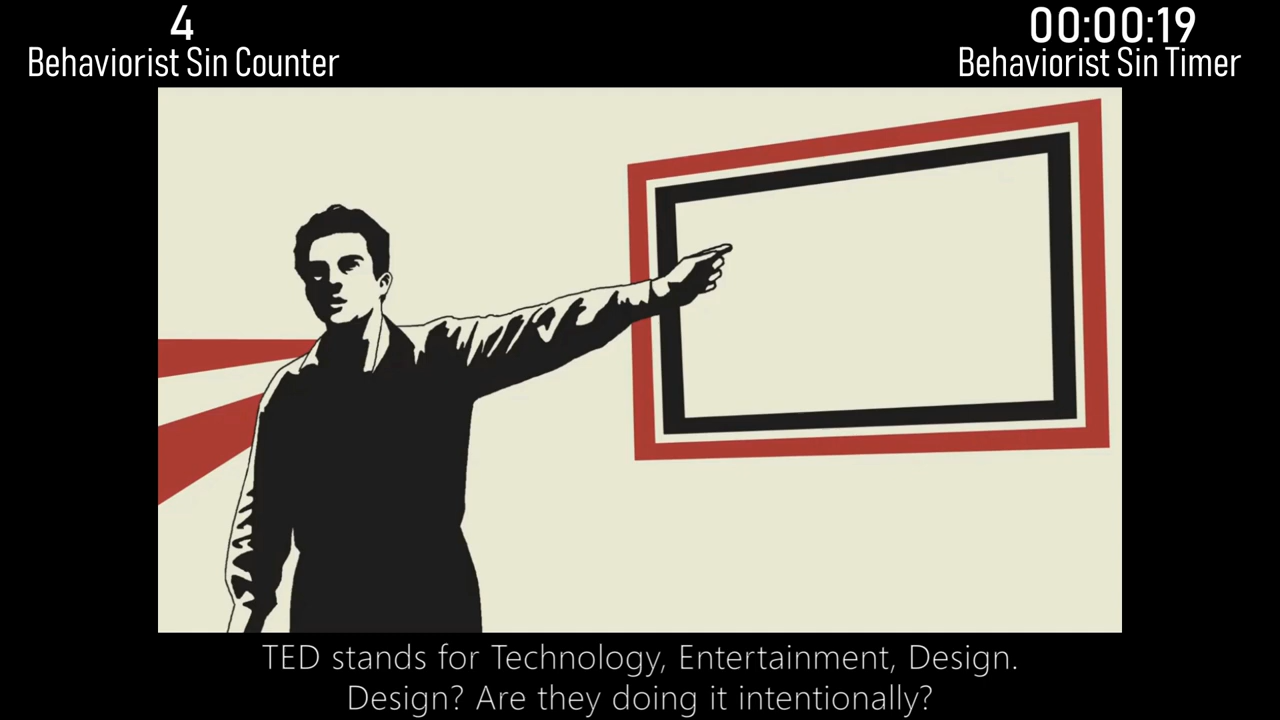 4
Behaviorist Sin Counter
00:00:19
Behaviorist Sin Timer
TED stands for Technology, Entertainment, Design.
Design? Are they doing it intentionally?